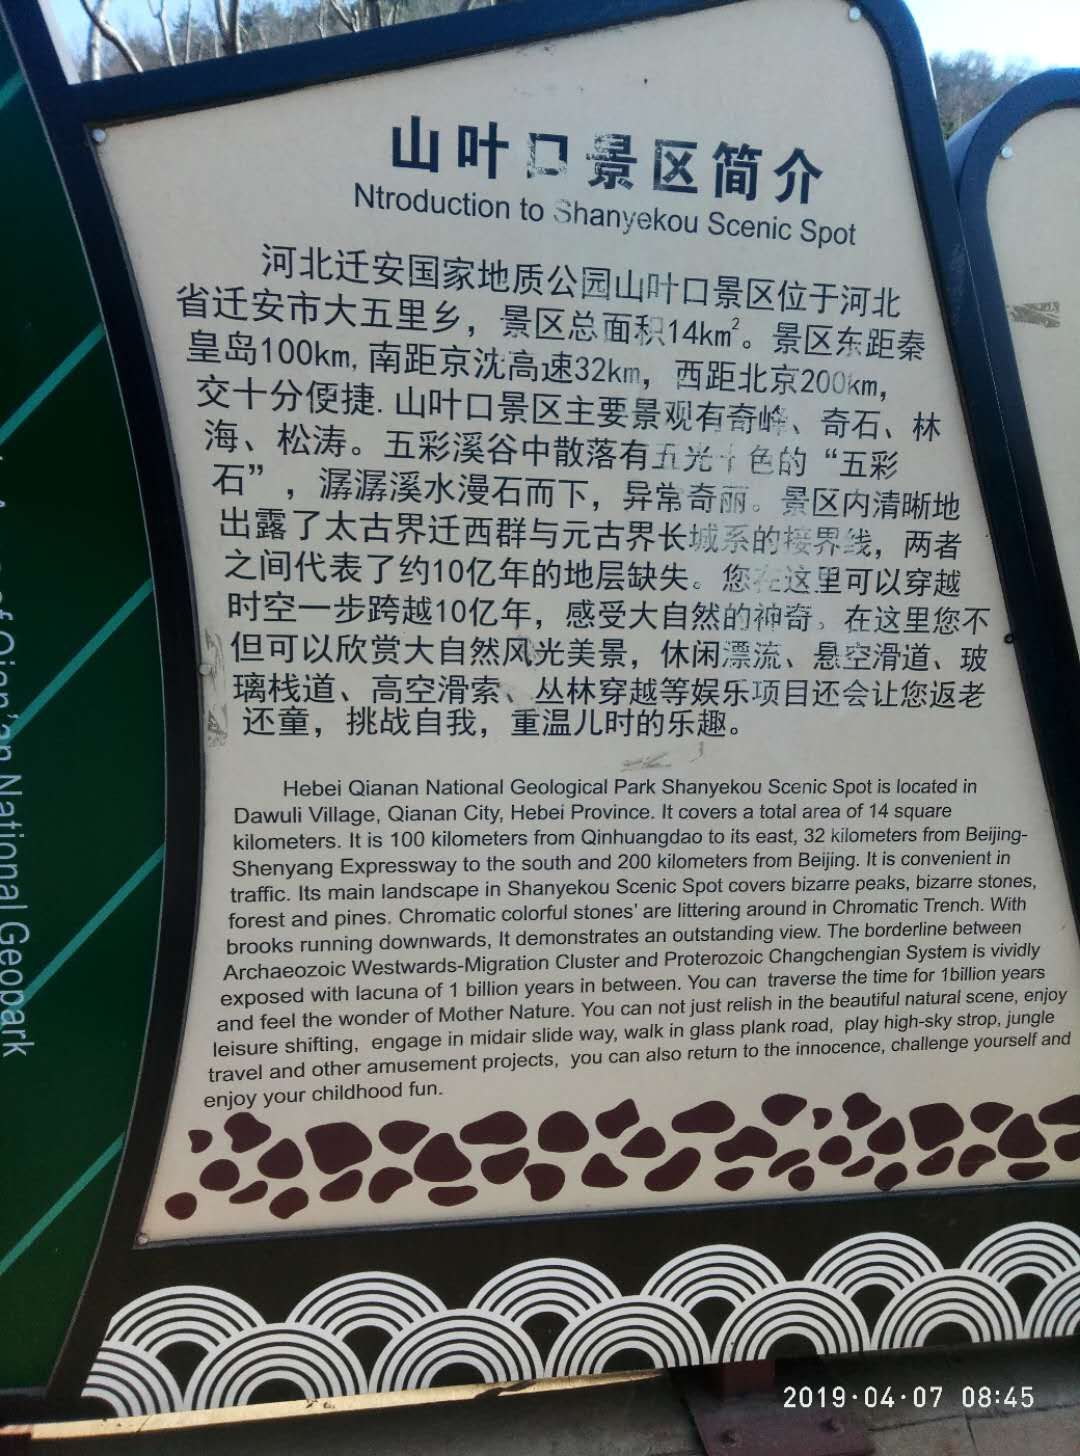 山叶口景区简介
Ntroduction to Shanyekou Scenic Spot
河北迁安国家地质公园山叶口景区位于河北
省迁安市大五里乡，景区总面积14km²。景区东距秦
皇岛100km,南距京沈高速32km，西距北京200km，
交十分便捷.山叶口景区主要景观有奇峰、奇石、林
海、松涛。五彩溪谷中散落有五光十色的“五彩
石”，潺潺溪水漫石而下，异常奇丽。景区内清晰地
出露了太古界迁西群与元古界长城系的接界线，两者
之间代表了约10亿年的地层缺失。您在这里可以穿越
时空一步跨越10亿年，感受大自然的神奇。在这里您不
但可以欣赏大自然风光美景，休闲漂流、悬空滑道、玻
璃栈道、高空滑索、丛林穿越等娱乐项目还会让您返老
还童，挑战自我，重温儿时的乐趣。
Hebei Qianan National Geological Park Shanyekou Scenic Spot is located in
Dawuli Village, Qianan City, Hebei Province. It covers a total area of 14 square
kilometers. It is 100 kilometers from Qinhuangdao to its east, 32 kilometers from Beijing-
Shenyang Expressway to the south and 200 kilometers from Beijing. It is convenient in
traffic. Its main landscape in Shanyekou Scenic Spot covers bizarre peaks, bizarre stones,
forest and pines. Chromatic colorful stones’ are littering around in Chromatic Trench. With
brooks running downwards, It demonstrates an outstanding view. The borderline between
Archaeozoic Westwards-Migration Cluster and Proterozoic Changchengian System is vividly
exposed with lacuna of 1 billion years in between. You can traverse the time for 1billion years
and feel the wonder of Mother Nature. You can not just relish in the beautiful natural scene, enjoy
leisure shifting, engage in midair slide way, walk in glass plank road, play high-sky strop, jungle
travel and other amusement projects, you can also return to the innocence, challenge yourself and
enjoy your childhood fun.
of Qian'an National Geopark
2019·04·07 08:45